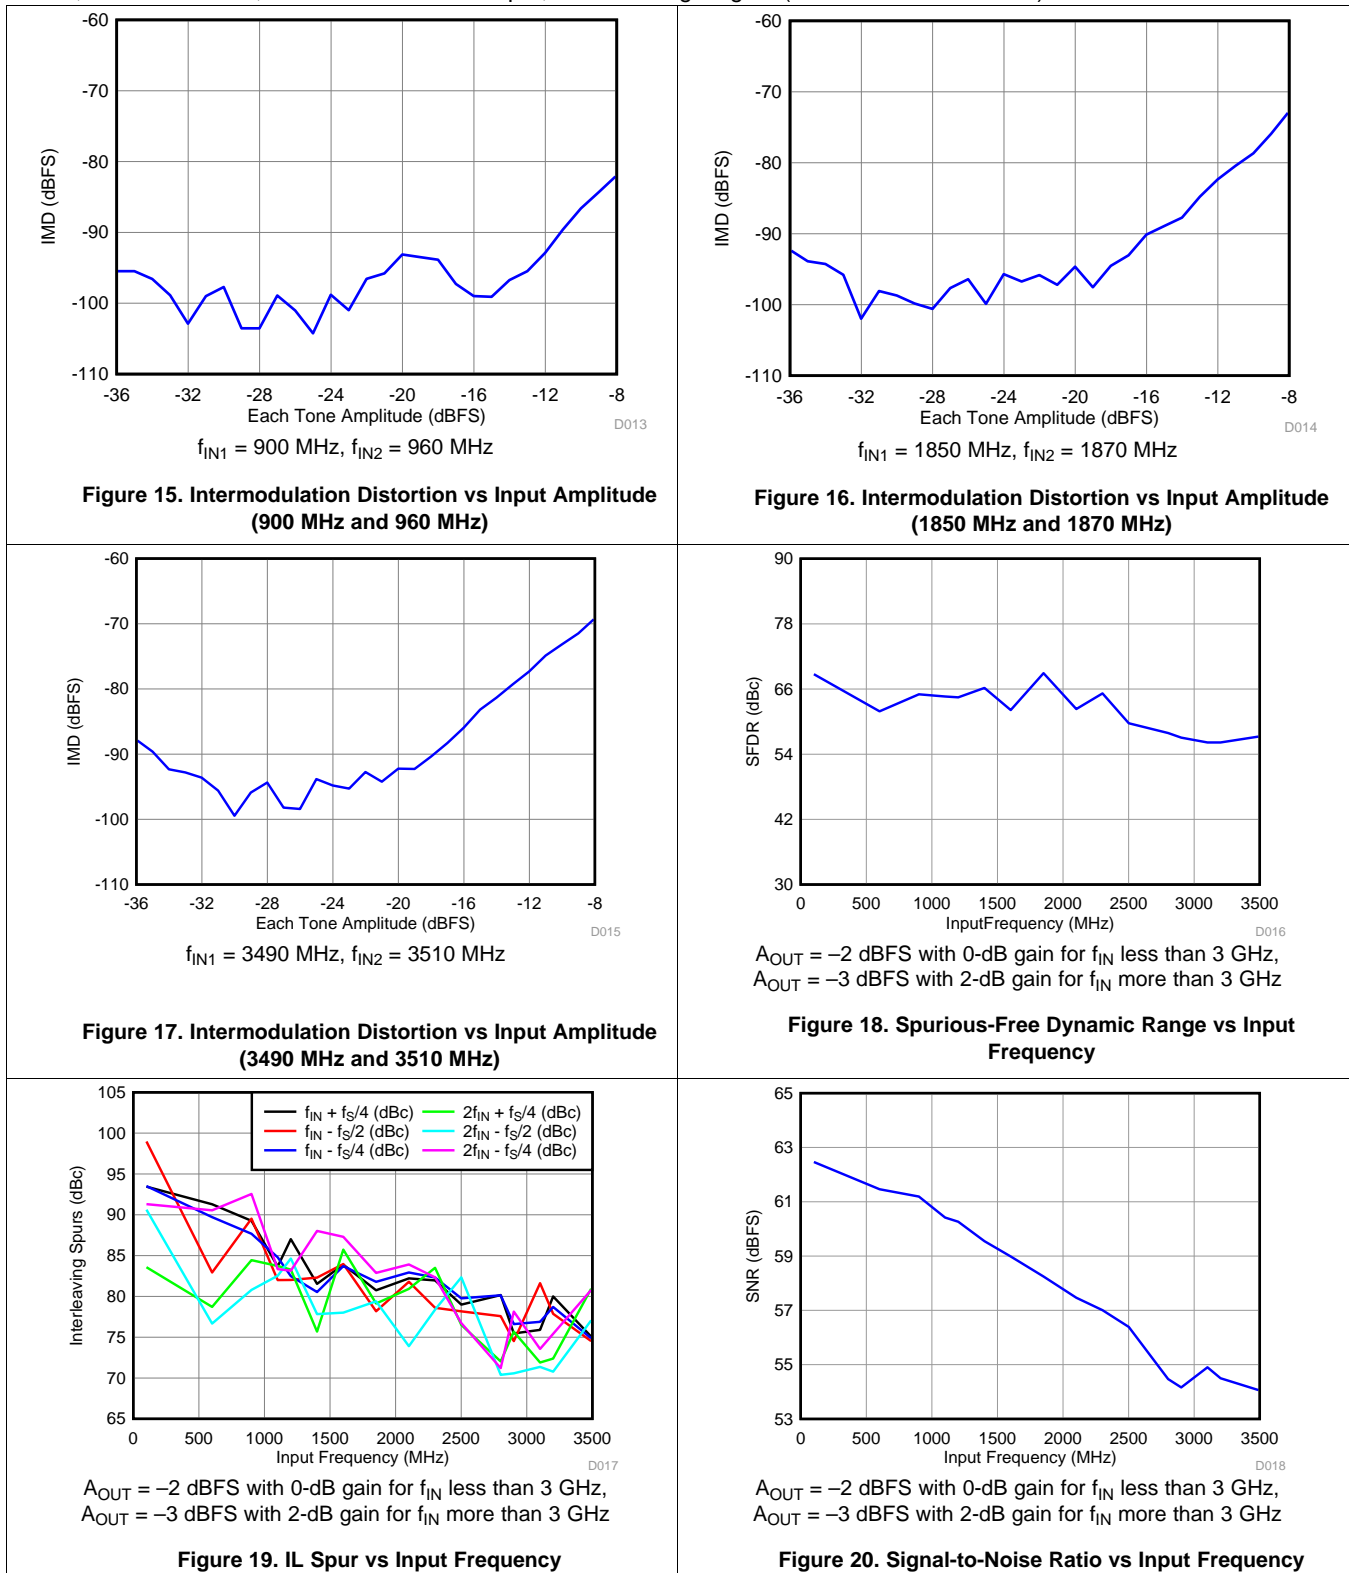 -60
-70
-80
-90
-100
-110
IMD (dBFS)
-36 -32 -28 -24 -20 -16 -12 -8
Each Tone Amplitude (dBFS)
D013
fIN1 = 900 MHz, fIN2 = 960 MHz
Figure 15. Intermodulation Distortion vs Input Amplitude
(900 MHz and 960 MHz)
-60
-70
-80
-90
-100
-110
IMD (dBFS)
-36 -32 -28 -24 -20 -16 -12 -8
Each Tone Amplitude (dBFS)
D014
fIN1 = 1850 MHz, fIN2 = 1870 MHz
Figure 16. Intermodulation Distortion vs Input Amplitude
(1850 MHz and 1870 MHz)
-60
-70
-80
-90
-100
-110
IMD (dBFS)
-36 -32 -28 -24 -20 -16 -12 -8
Each Tone Amplitude (dBFS)
D015
fIN1 = 3490 MHz, fIN2 = 3510 MHz
Figure 17. Intermodulation Distortion vs Input Amplitude
(3490 MHz and 3510 MHz)
90
78
66
54
42
30
SFDR (dBc)
0 500 1000 1500 2000 2500 3000 3500
InputFrequency (MHz)
D016
AOUT = –2 dBFS with 0-dB gain for fIN less than 3 GHz,
AOUT = –3 dBFS with 2-dB gain for fIN more than 3 GHz
Figure 18. Spurious-Free Dynamic Range vs Input
Frequency
105
100
95
90
85
80
75
70
65
Interleaving Spurs (dBc)
fIN + fS/4 (dBc) 2fIN + fS/4 (dBc)
fIN - fS/2 (dBc) 2fIN - fS/2 (dBc)
fIN - fS/4 (dBc) 2fIN - fS/4 (dBc)
0 500 1000 1500 2000 2500 3000 3500
Input Frequency (MHz)
D017
AOUT = –2 dBFS with 0-dB gain for fIN less than 3 GHz,
AOUT = –3 dBFS with 2-dB gain for fIN more than 3 GHz
Figure 19. IL Spur vs Input Frequency
65
63
61
59
57
55
53
SNR (dBFS)
0 500 1000 1500 2000 2500 3000 3500
Input Frequency (MHz)
D018
AOUT = –2 dBFS with 0-dB gain for fIN less than 3 GHz,
AOUT = –3 dBFS with 2-dB gain for fIN more than 3 GHz
Figure 20. Signal-to-Noise Ratio vs Input Frequency